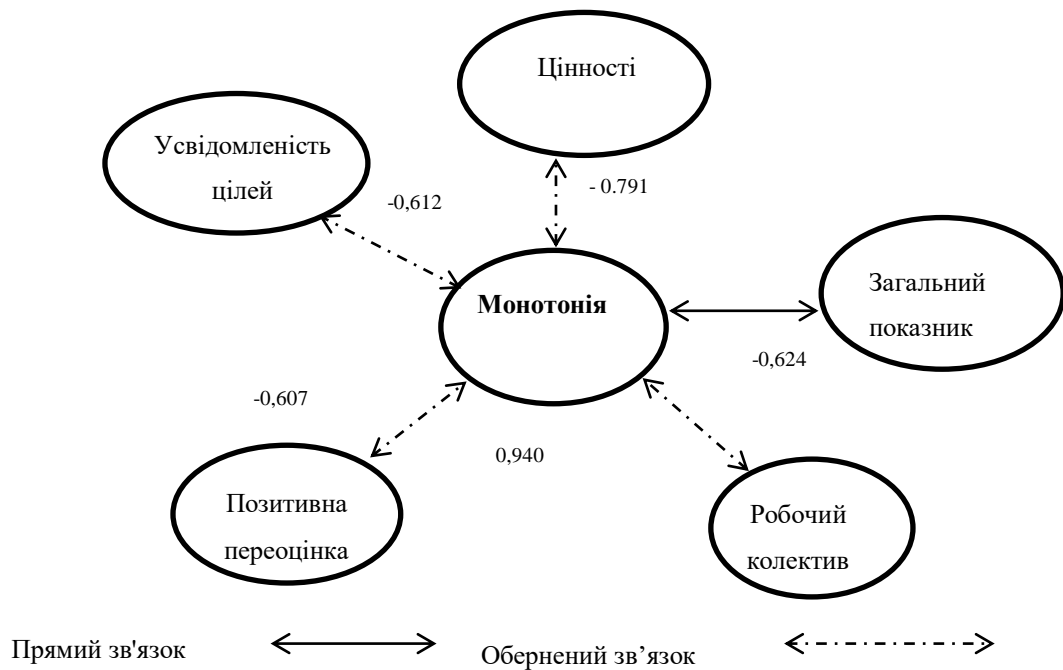 Цінності
Усвідомленість
цілей
-0,612
- 0.791
Монотонія
Загальний
показник
-0,624
-0,607
0,940
Позитивна
переоцінка
Робочий
колектив
Прямий зв'язок
Обернений зв’язок